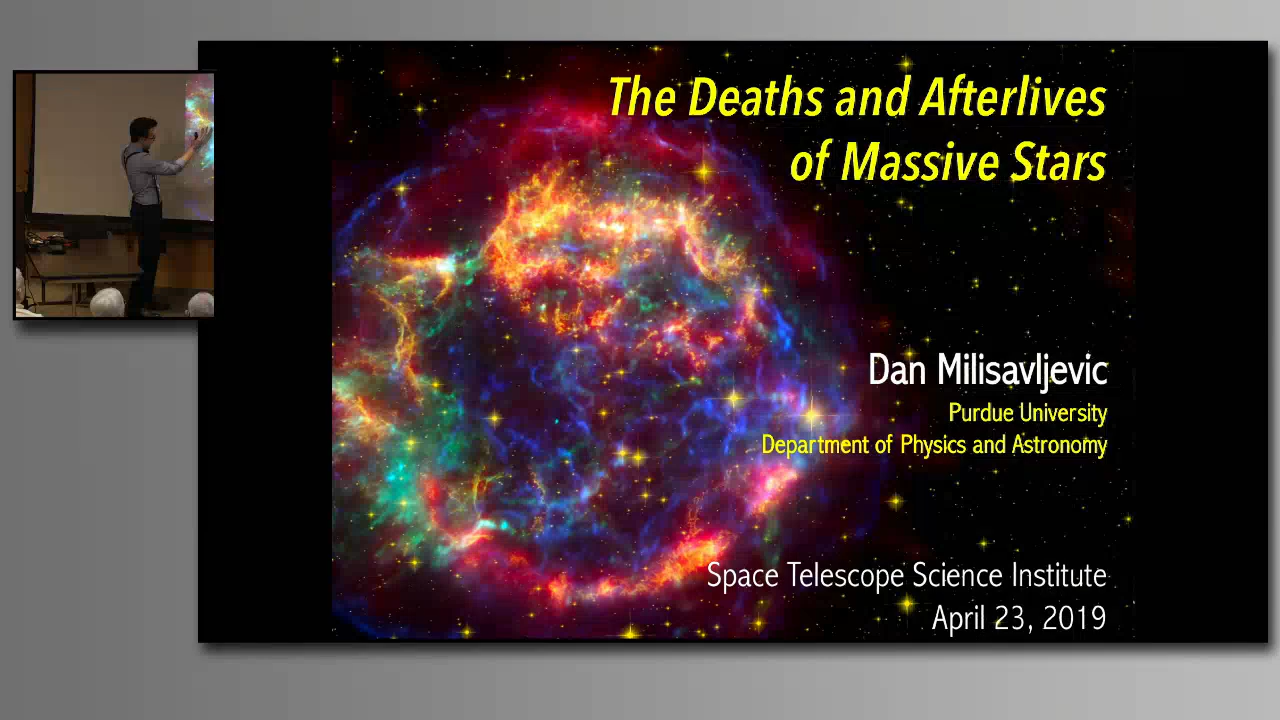 The Deaths and Afterlives
of Massive Stars
Dan Milisavljevic
Purdue University
Department of Physics and Astronomy
Space Telescope Science Institute
April 23, 2019